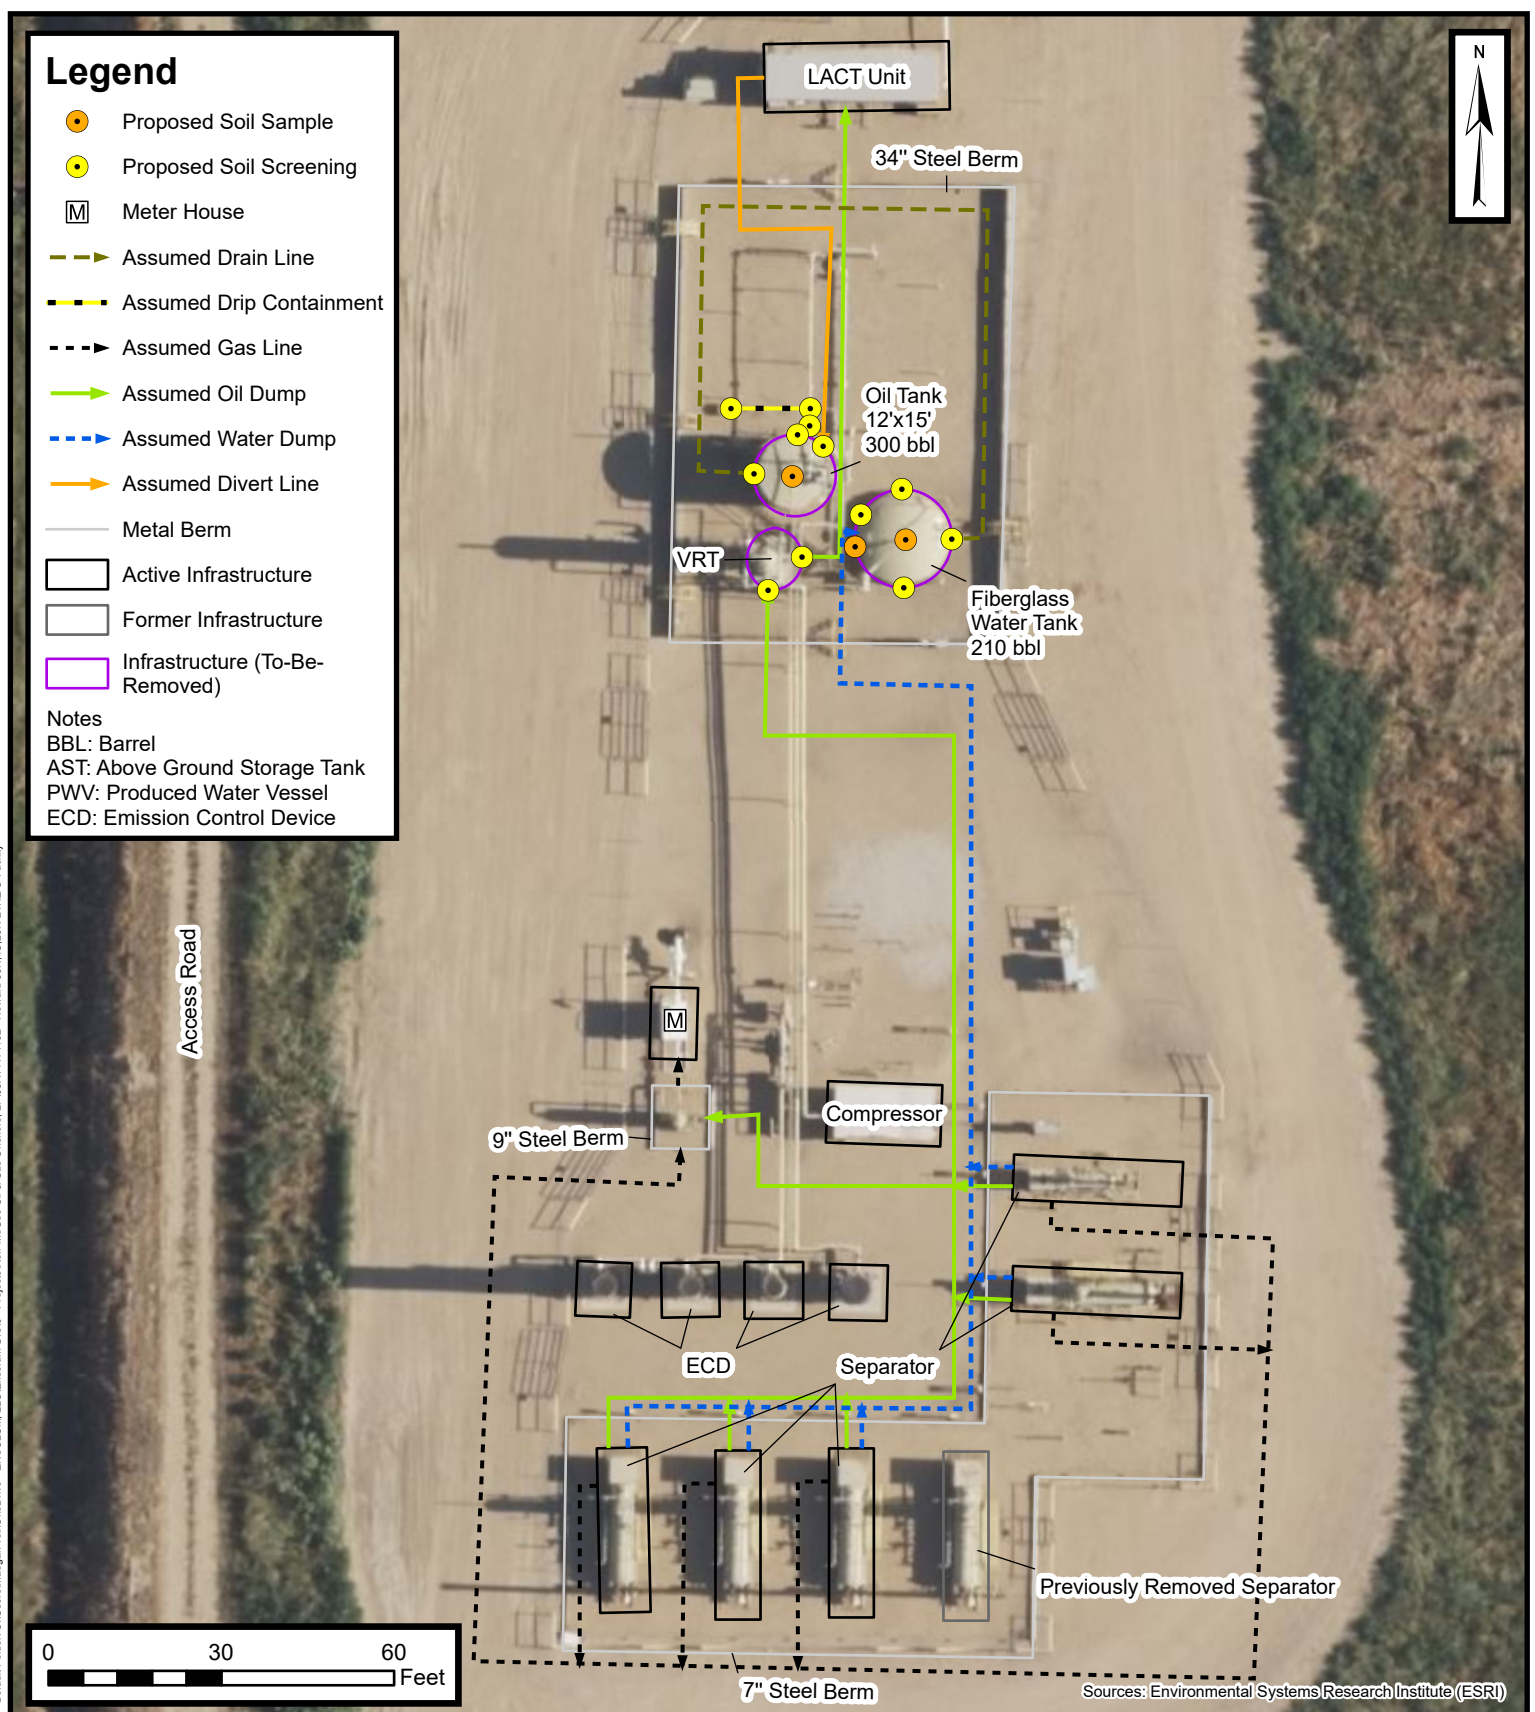 Legend
Proposed Soil Sample
Proposed Soil Screening
M Meter House
Assumed Drain Line
Assumed Drip Containment
Assumed Gas Line
Assumed Oil Dump
Assumed Water Dump
Assumed Divert Line
Metal Berm
Active Infrastructure
Former Infrastructure
Infrastructure (To-Be-
Removed)
Notes
BBL: Barrel
AST: Above Ground Storage Tank
PWV: Produced Water Vessel
ECD: Emission Control Device
N
LACT Unit
34" Steel Berm
Oil Tank
12'x15'
300 bbl
VRT
Fiberglass
Water Tank
210 bbl
Access Road
M
Compressor
9" Steel Berm
ECD
Separator
Previously Removed Separator
7" Steel Berm
0 30 60
Feet
Sources: Environmental Systems Research Institute (ESRI)